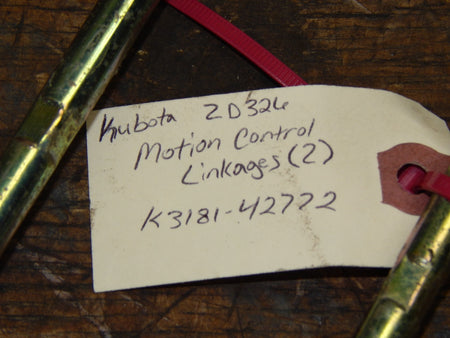 Kubota ZD326
Motion Control
Linkages (2)
K3181-42772